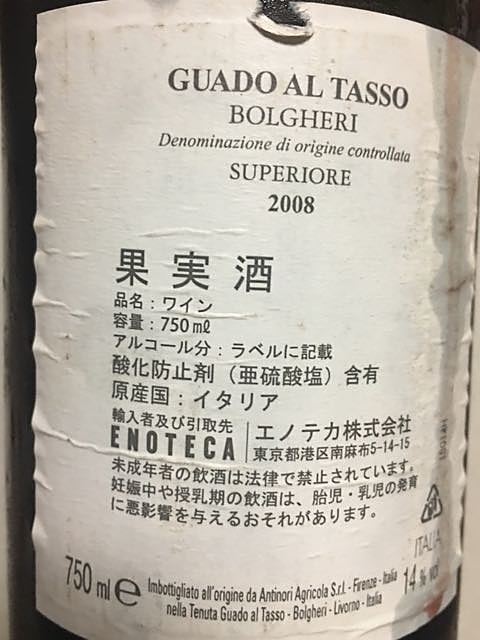 GUADO AL TASSO
BOLGHERI
Denominazione di origine controllata
SUPERIORE
2008
果実酒
品名：ワイン
容量：750㎖
アルコール分：ラベルに記載
酸化防止剤（亜硫酸塩）含有
原産国：イタリア
輸入者及び引取先
ENOTECA
エノテカ株式会社
東京都港区南麻布5-14-15
未成年者の飲酒は法律で禁止されています。
妊娠中や授乳期の飲酒は、胎児・乳児の発育
に悪影響を与えるおそれがあります。
ITALIA
750 ml e
Imbottigliato all'origine da Antinori Agricola S.r.l. - Firenze - Italia
nella Tenuta Guado al Tasso - Bolgheri - Livorno - Italia
14 % vol